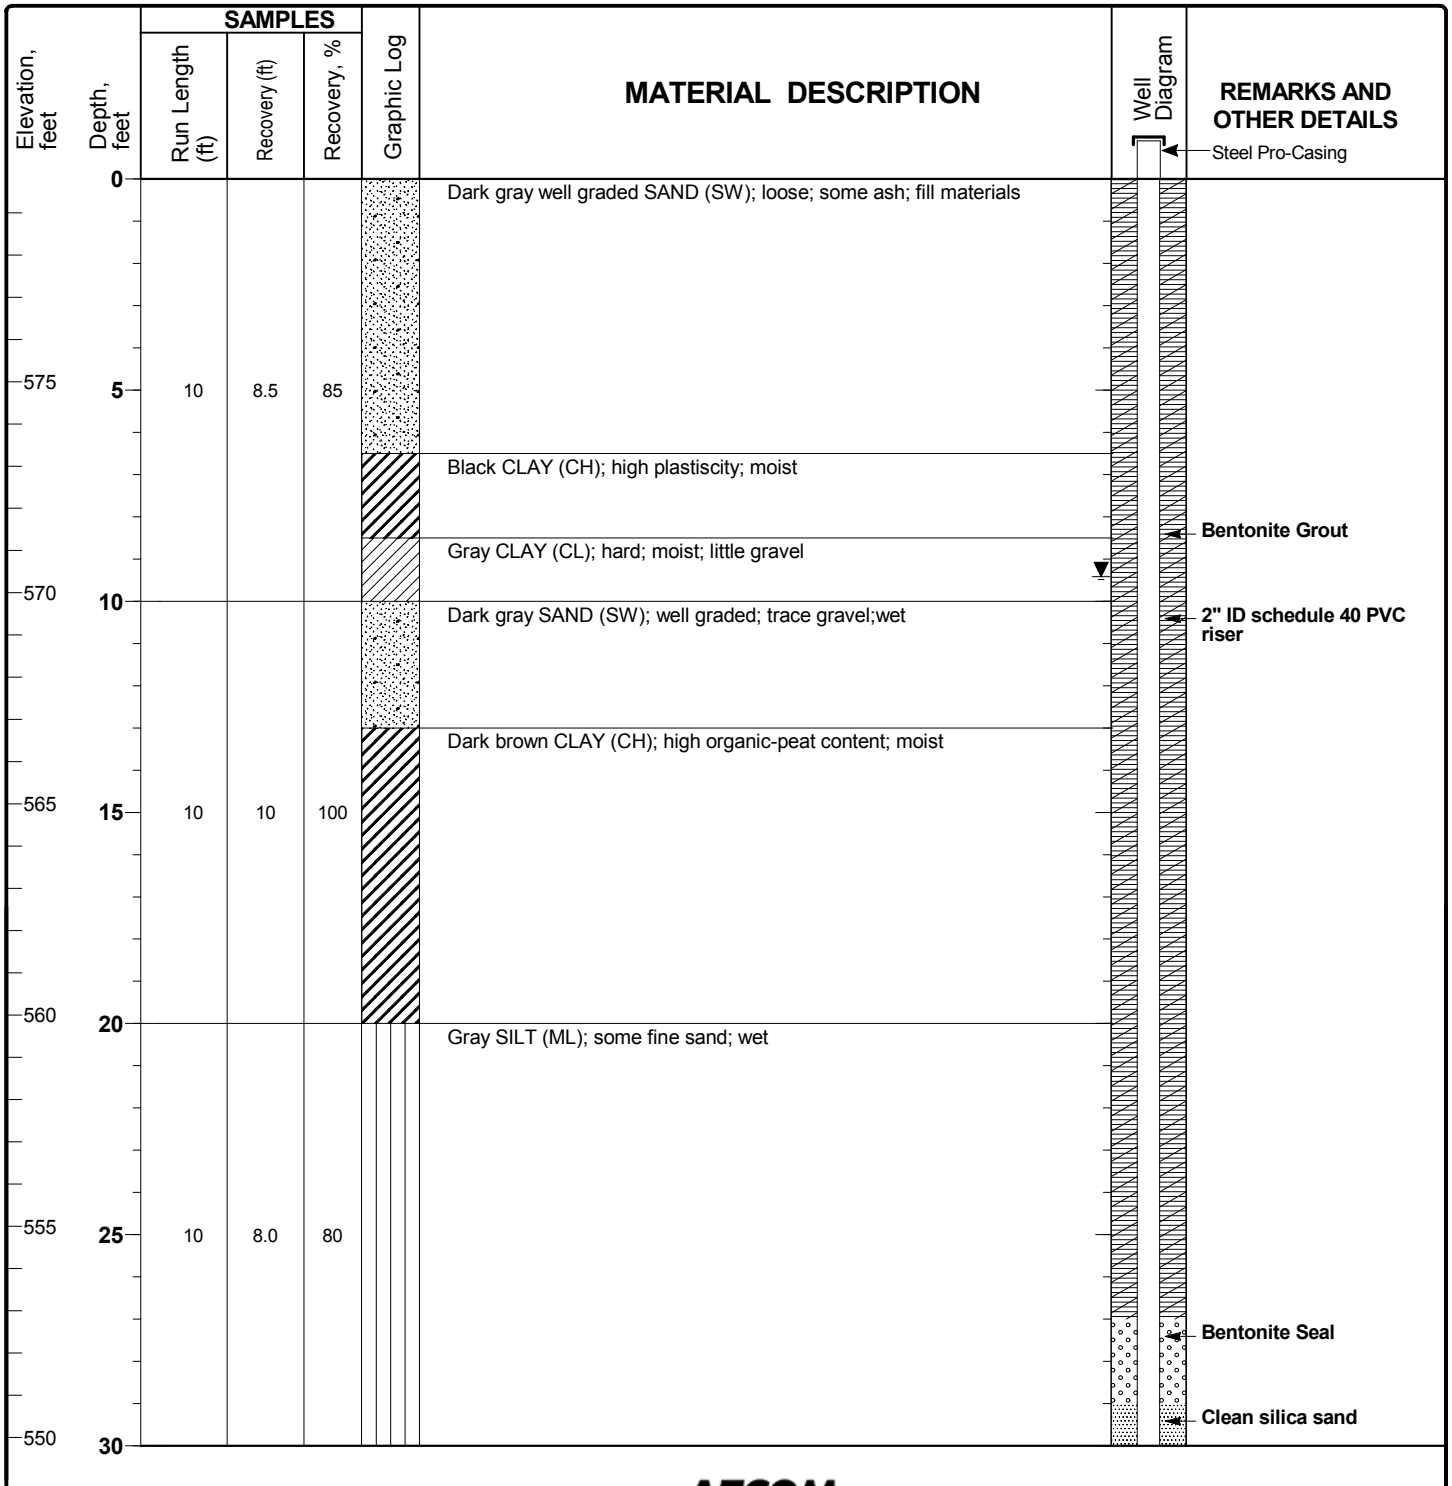 SAMPLES
Elevation,
feet
Depth,
feet
Run Length
(ft)
Recovery (ft)
Recovery, %
Graphic Log
MATERIAL DESCRIPTION
Well
Diagram
REMARKS AND
OTHER DETAILS
Steel Pro-Casing
0
Dark gray well graded SAND (SW); loose; some ash; fill materials
575
5
10
8.5
85
Black CLAY (CH); high plastiscity; moist
Bentonite Grout
Gray CLAY (CL); hard; moist; little gravel
570
10
Dark gray SAND (SW); well graded; trace gravel;wet
2" ID schedule 40 PVC
riser
Dark brown CLAY (CH); high organic-peat content; moist
565
15
10
10
100
560
20
Gray SILT (ML); some fine sand; wet
555
25
10
8.0
80
Bentonite Seal
Clean silica sand
550
30